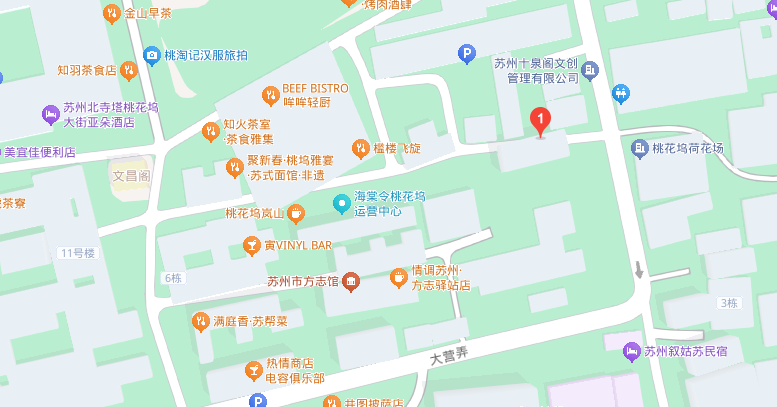 金山早茶
·烤肉酒肆
桃淘记汉服旅拍
知羽茶食店
P
苏州十泉阁文创
管理有限公司
BEEF BISTRO
哞哞轻厨
苏州北寺塔桃花坞
大街亚朵酒店
知火茶室
·茶食雅集
1
美宜佳便利店
槛楼飞旋
桃花坞荷花场
聚新春·桃坞雅宴
·苏式面馆·非遗
文昌阁
茶寮
海棠令桃花坞
运营中心
桃花坞岚山
寅VINYL BAR
11号楼
6栋
苏州市方志馆
情调苏州·
方志驿站店
3栋
满庭香·苏帮菜
大营弄
苏州叙姑苏民宿
热情商店
电容俱乐部
P